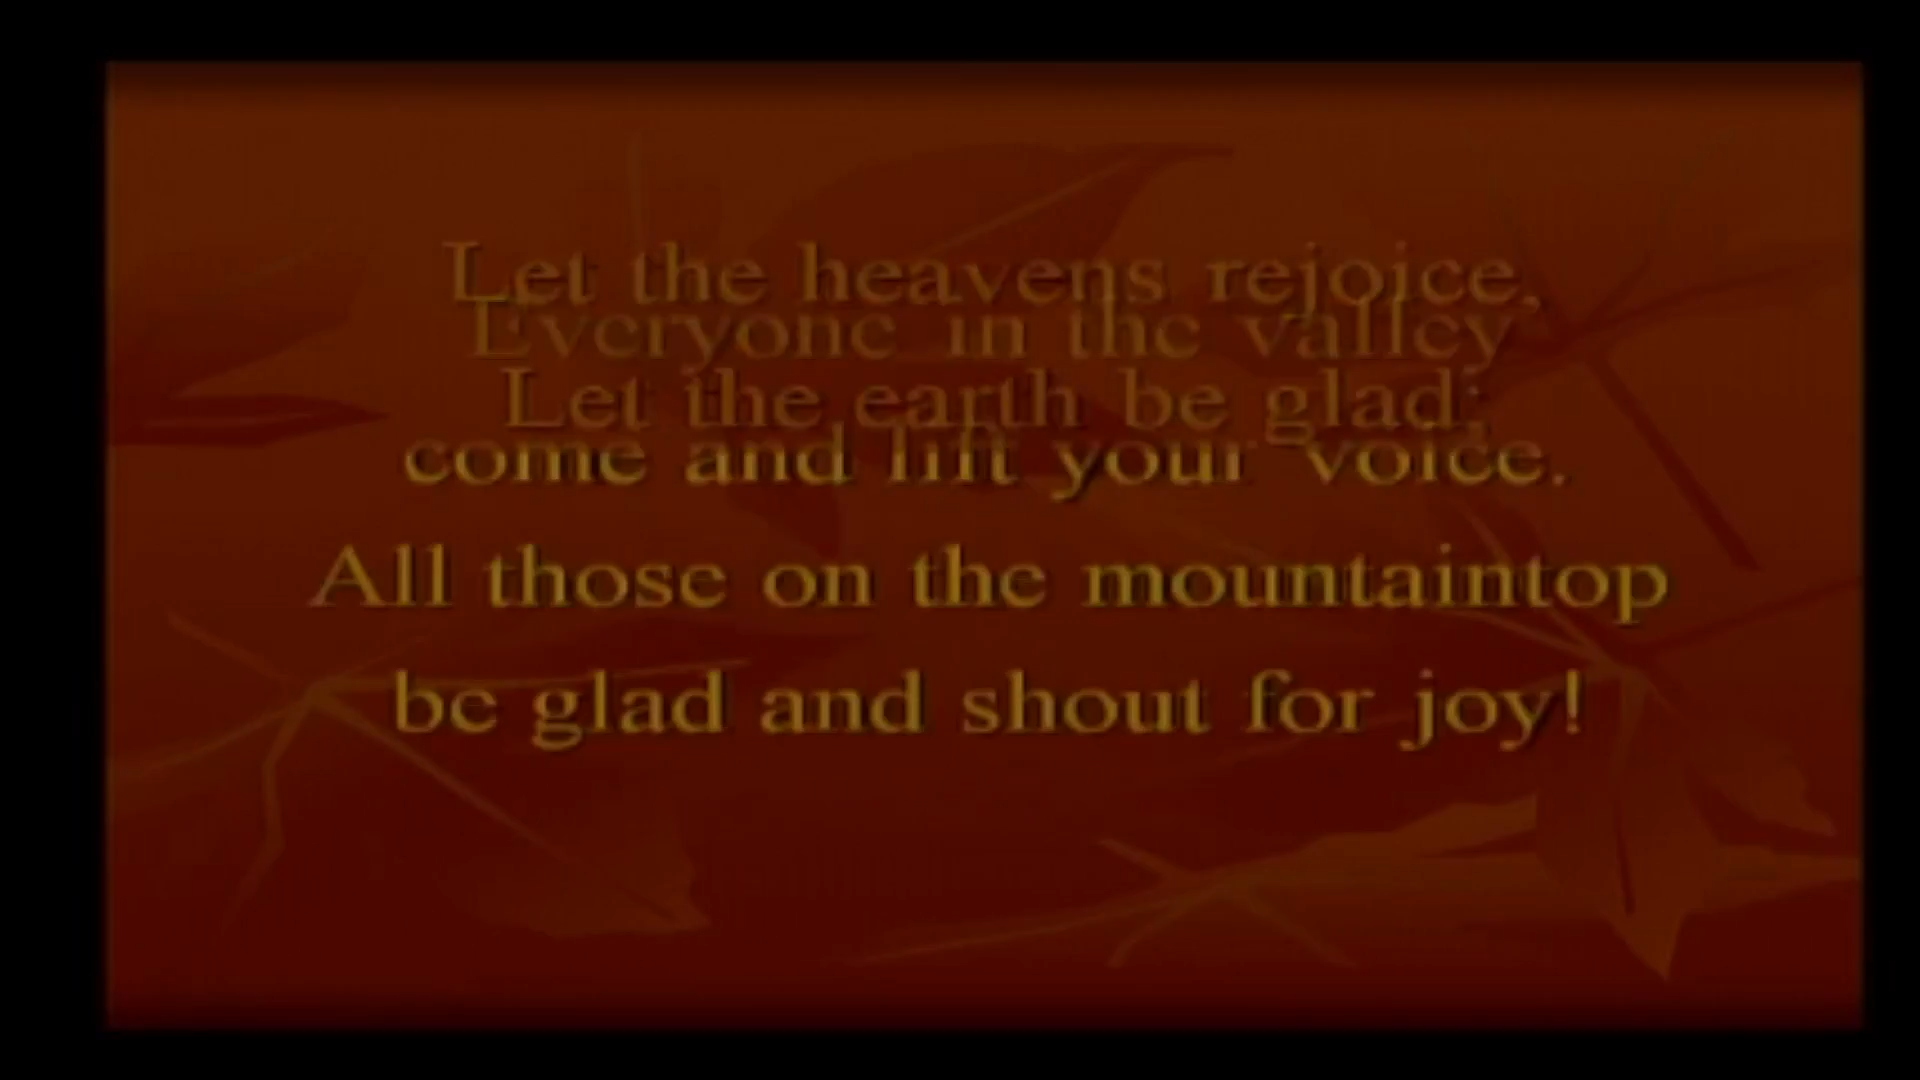 Let the heavens rejoice,
Everyone in the valley
Let the earth be glad;
come and lift your voice.
All those on the mountaintop
be glad and shout for joy!